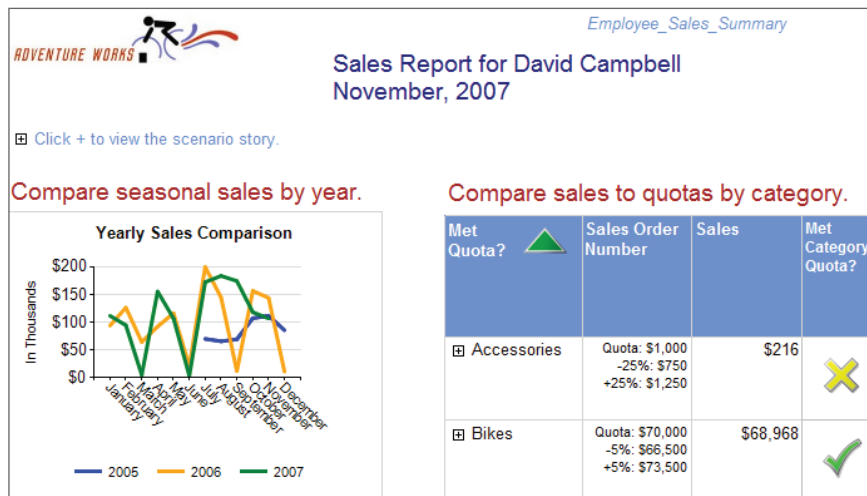 ADVENTURE WORKS
Employee_Sales_Summary
Sales Report for David Campbell
November, 2007
Click + to view the scenario story.
Compare seasonal sales by year.
Yearly Sales Comparison
In Thousands
$200
$150
$100
$50
$0
January
February
March
April
May
June
July
August
September
October
November
December
2005 2006 2007
Compare sales to quotas by category.
Met
Quota?
Sales Order
Number
Sales
Met
Category
Quota?
Accessories
Quota: $1,000
-25%: $750
+25%: $1,250
$216
Bikes
Quota: $70,000
-5%: $66,500
+5%: $73,500
$68,968